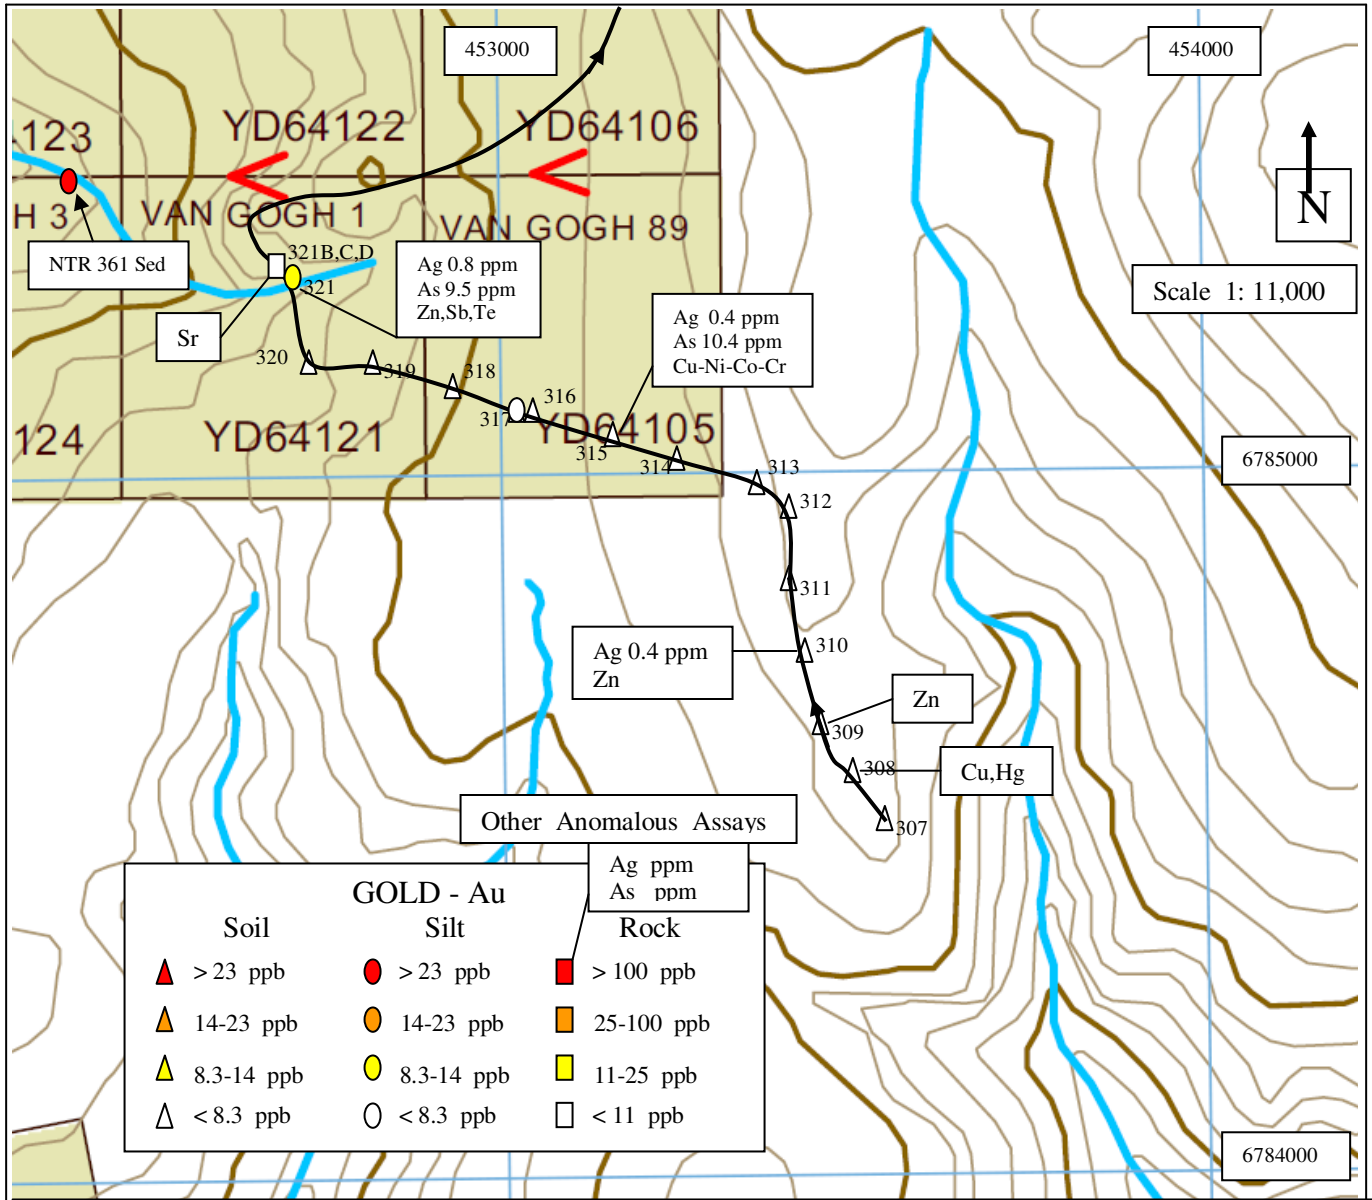 453000
454000
.123
YD64122
YD64106
N
H 3
VAN GOGH 1
VAN GOGH 89
NTR 361 Sed
321B,C,D
321
Ag 0.8 ppm
As 9.5 ppm
Zn,Sb,Te
Scale 1: 11,000
Sr
Ag 0.4 ppm
As 10.4 ppm
Cu-Ni-Co-Cr
320
319
318
317
316
124
YD64121
YD64105
315
314
313
6785000
312
311
310
Ag 0.4 ppm
Zn
Zn
309
308
Cu,Hg
307
Other Anomalous Assays
Ag ppm
As ppm
GOLD - Au
Soil Silt Rock
> 23 ppb > 23 ppb > 100 ppb
14-23 ppb 14-23 ppb 25-100 ppb
8.3-14 ppb 8.3-14 ppb 11-25 ppb
< 8.3 ppb < 8.3 ppb < 11 ppb
6784000